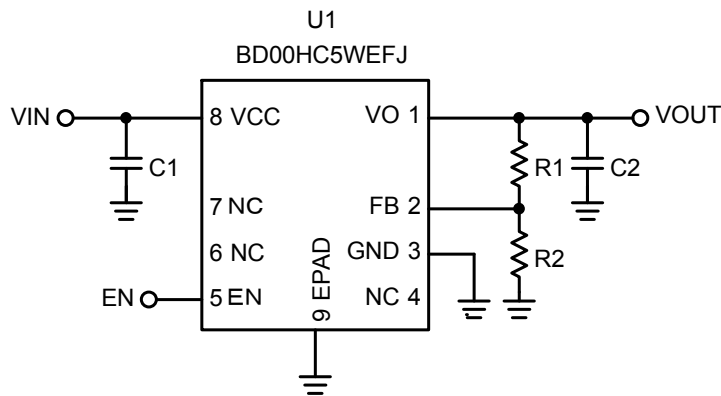 U1
BD00HC5WEFJ
VIN
8 VCC
VO 1
VOUT
C1
R1
C2
7 NC
FB 2
6 NC
GND 3
R2
EN
5 EN
9 EPAD
NC 4